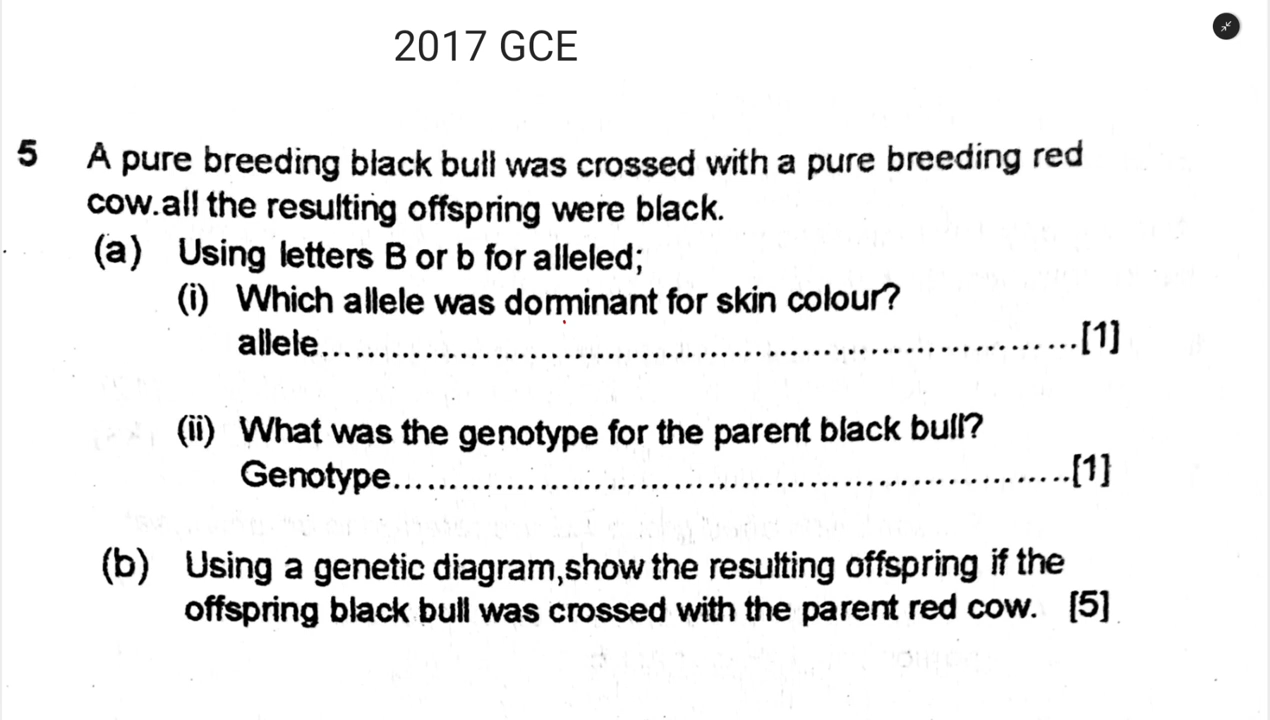 2017 GCE
5 A pure breeding black bull was crossed with a pure breeding red
cow.all the resulting offspring were black.
(a) Using letters B or b for alleled;
(i) Which allele was dorminant for skin colour?
allele..............................................................[1]
(ii) What was the genotype for the parent black bull?
Genotype........................................................[1]
(b) Using a genetic diagram,show the resulting offspring if the
offspring black bull was crossed with the parent red cow. [5]